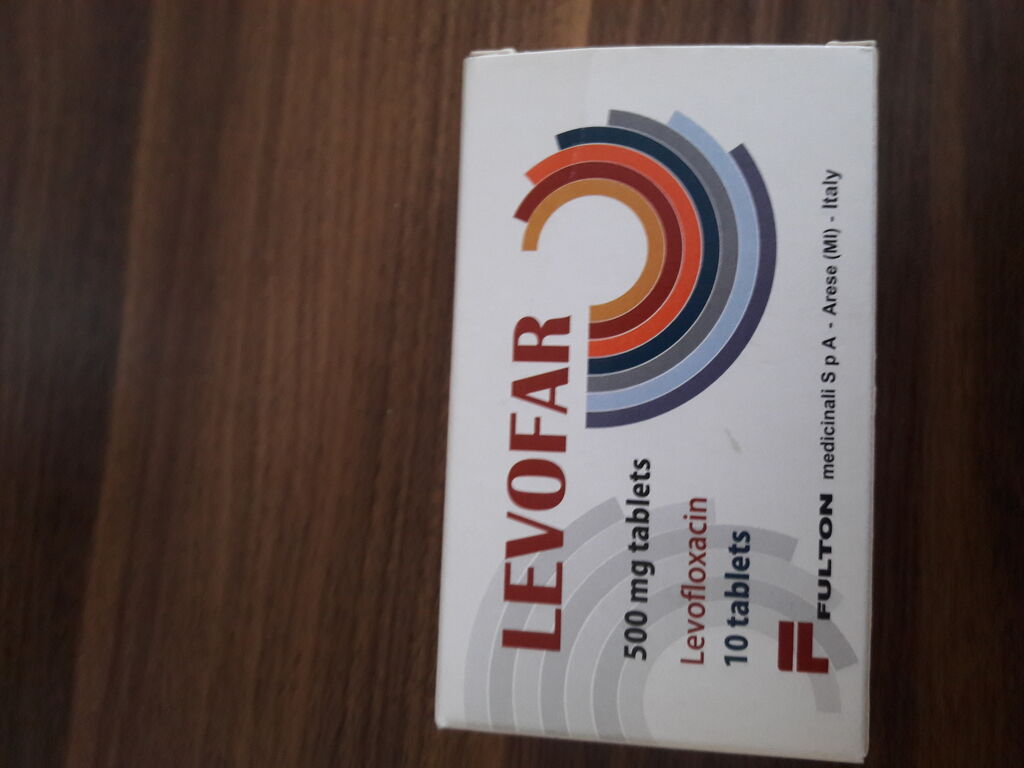 LEVOFAR
500 mg tablets
Levofloxacin
10 tablets
FULTON medicinali S p A - Arese (MI) - Italy